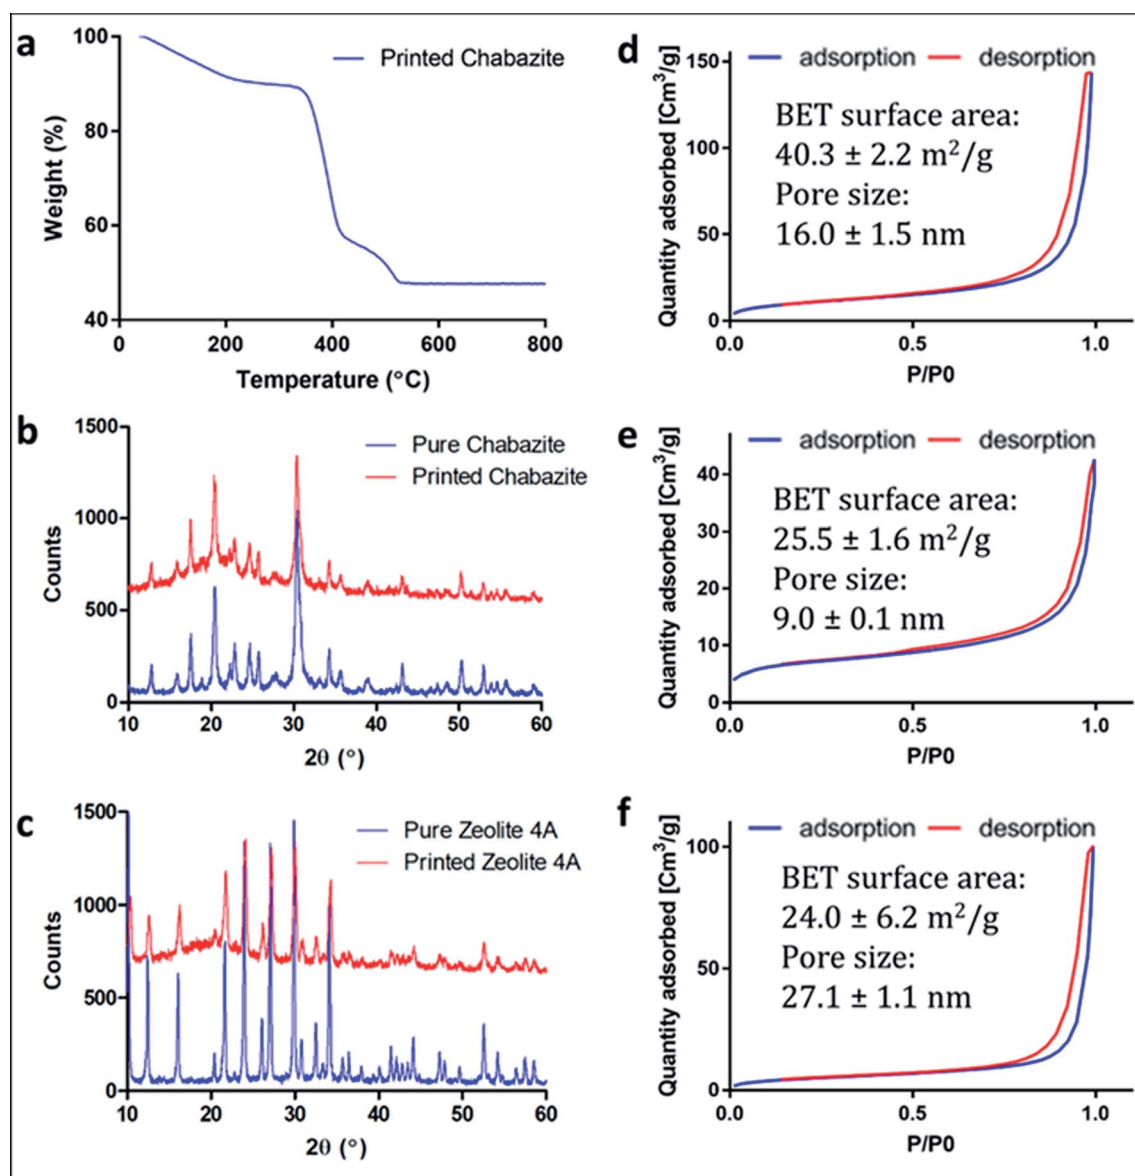 a
Printed Chabazite
100
80
60
40
Weight (%)
0 200 400 600 800
Temperature (°C)
b
Pure Chabazite
Printed Chabazite
1500
1000
500
0
Counts
10 20 30 40 50 60
2θ (°)
c
Pure Zeolite 4A
Printed Zeolite 4A
1500
1000
500
0
Counts
10 20 30 40 50 60
2θ (°)
d
adsorption desorption
BET surface area:
40.3 ± 2.2 m²/g
Pore size:
16.0 ± 1.5 nm
150
100
50
0
Quantity adsorbed [Cm³/g]
0.0 0.5 1.0
P/P0
e
adsorption desorption
BET surface area:
25.5 ± 1.6 m²/g
Pore size:
9.0 ± 0.1 nm
40
30
20
10
0
Quantity adsorbed [Cm³/g]
0.0 0.5 1.0
P/P0
f
adsorption desorption
BET surface area:
24.0 ± 6.2 m²/g
Pore size:
27.1 ± 1.1 nm
100
50
0
Quantity adsorbed [Cm³/g]
0.0 0.5 1.0
P/P0